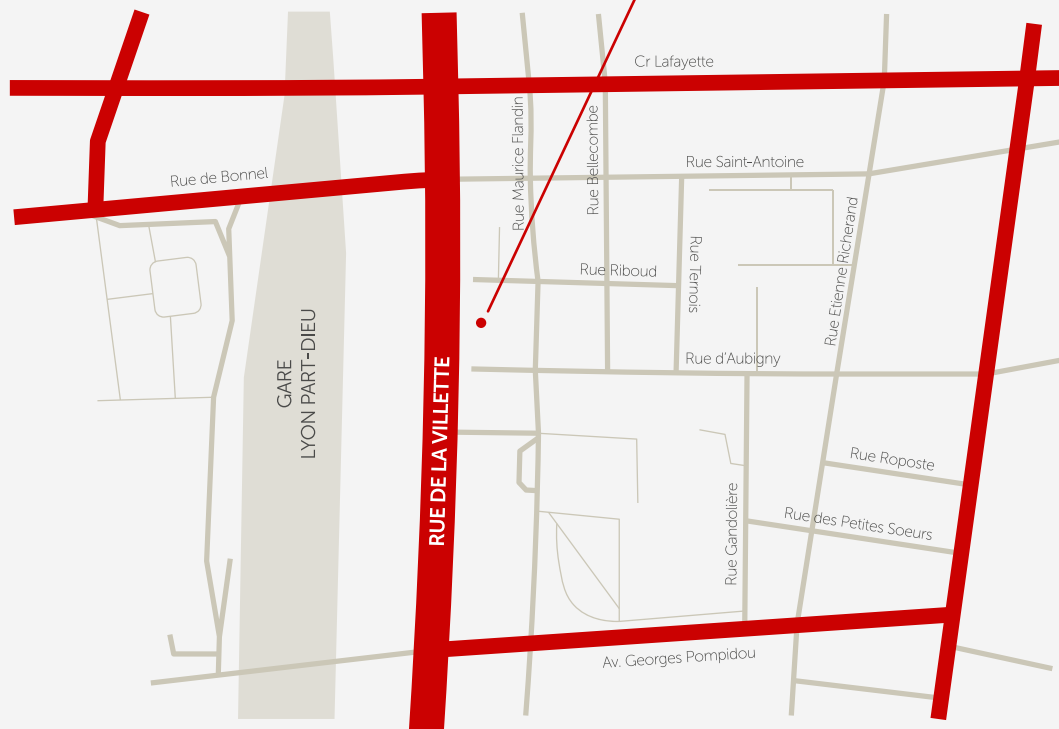 Cr Lafayette
Rue Maurice Flandin
Rue Bellecombe
Rue Saint-Antoine
Rue de Bonnel
Rue Etienne Richerand
Rue Ternois
Rue Riboud
GARE
LYON PART-DIEU
RUE DE LA VILLETTE
Rue d'Aubigny
Rue Roposte
Rue Gandolière
Rue des Petites Soeurs
Av. Georges Pompidou